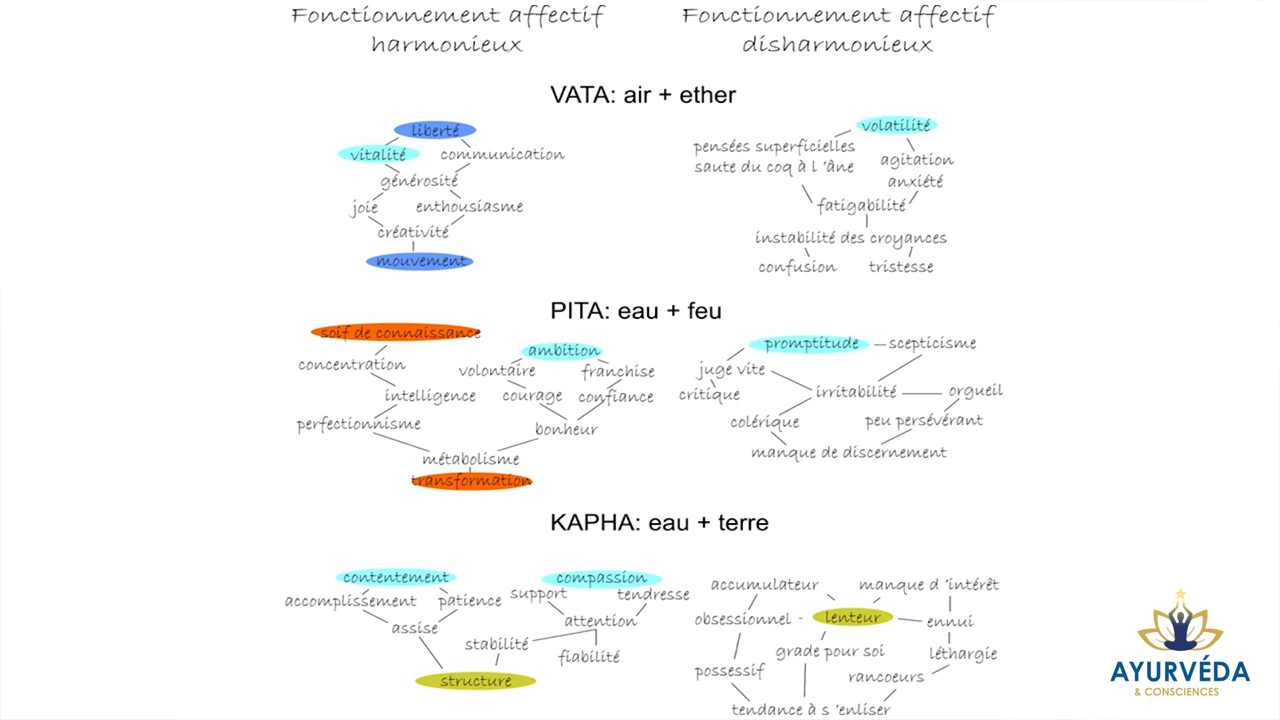 Fonctionnement affectif
harmonieux
Fonctionnement affectif
disharmonieux
VATA: air + ether
liberté
vitalité
communication
générosité
joie
enthousiasme
créativité
mouvement
volatilité
pensées superficielles
saute du coq à l 'âne
agitation
anxiété
fatigabilité
instabilité des croyances
confusion
tristesse
PITA: eau + feu
soif de connaissance
concentration
intelligence
perfectionnisme
ambition
volontaire
franchise
courage
confiance
bonheur
métabolisme
transformation
promptitude
scepticisme
juge vite
critique
irritabilité
orgueil
colérique
peu persévérant
manque de discernement
KAPHA: eau + terre
contentement
accomplissement
patience
assise
compassion
support
tendresse
attention
stabilité
fiabilité
structure
accumulateur
manque d 'intérêt
obsessionnel
lenteur
ennui
grade pour soi
léthargie
possessif
rancoeurs
tendance à s 'enliser
AYURVÉDA
& CONSCIENCES